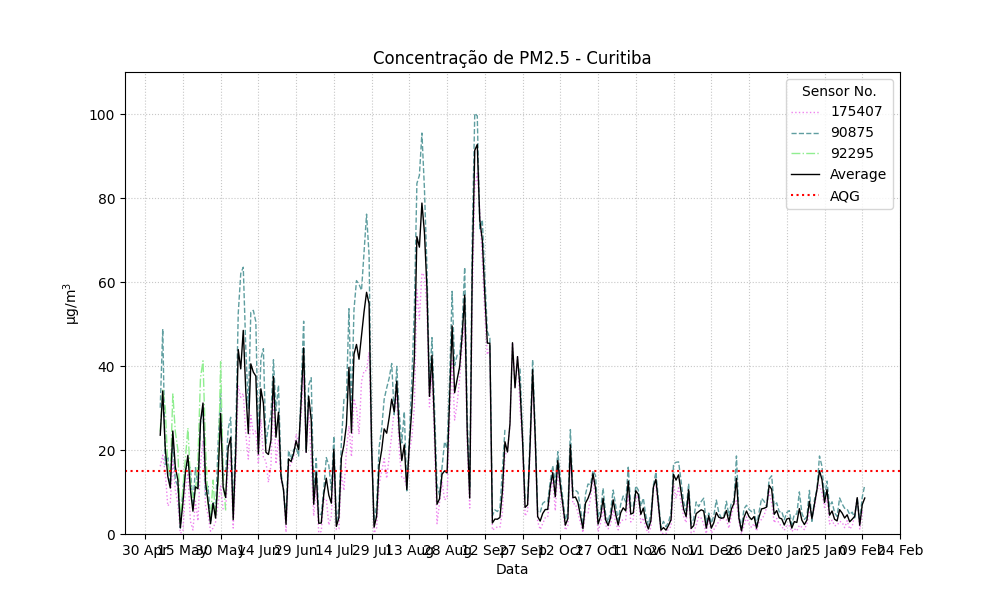 Concentração de PM2.5 - Curitiba
Sensor No.
175407
90875
92295
Average
AQG
100
80
60
40
20
0
µg/m³
30 Apr 15 May 30 May 14 Jun 29 Jun 14 Jul 29 Jul 13 Aug 28 Aug 12 Sep 27 Sep 12 Oct 27 Oct 11 Nov 26 Nov 11 Dec 26 Dec 10 Jan 25 Jan 09 Feb 24 Feb
Data